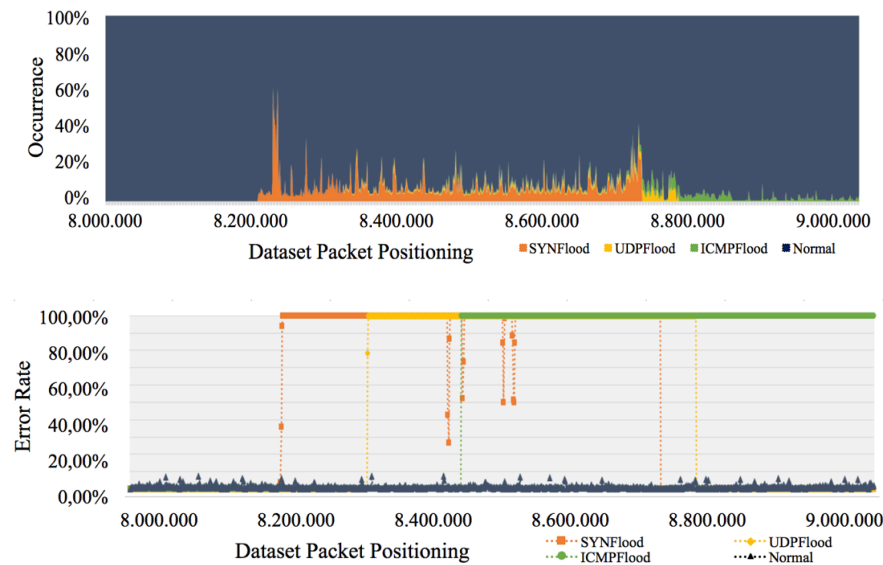 100%
80%
60%
40%
20%
0%
Occurrence
8.000.000 8.200.000 8.400.000 8.600.000 8.800.000 9.000.000
Dataset Packet Positioning
SYNFlood UDPFlood ICMPFlood Normal
100,00%
80,00%
60,00%
40,00%
20,00%
0,00%
Error Rate
8.000.000 8.200.000 8.400.000 8.600.000 8.800.000 9.000.000
Dataset Packet Positioning
SYNFlood UDPFlood
ICMPFlood Normal